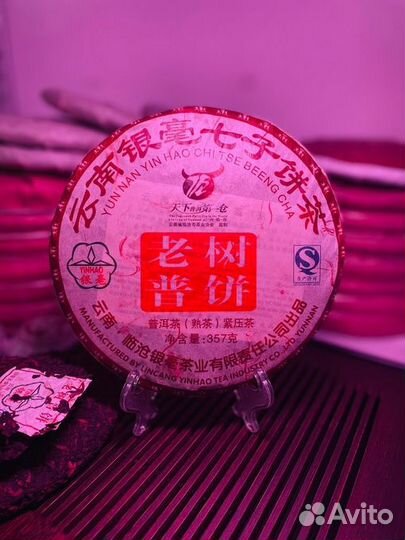 云南银毫七子饼茶
YUNNAN YIN HAO CHI TSE BEENG CHA
天下普洱第一仓
YINHAO
银毫
老树
普饼
普洱茶(熟茶)紧压茶
净含量:357克
云南·临沧银毫茶业有限责任公司出品
MANUFACTURED BY LINCANG YINHAO TEA INDUSTRY CO.,LTD. YUNNAN
Avito